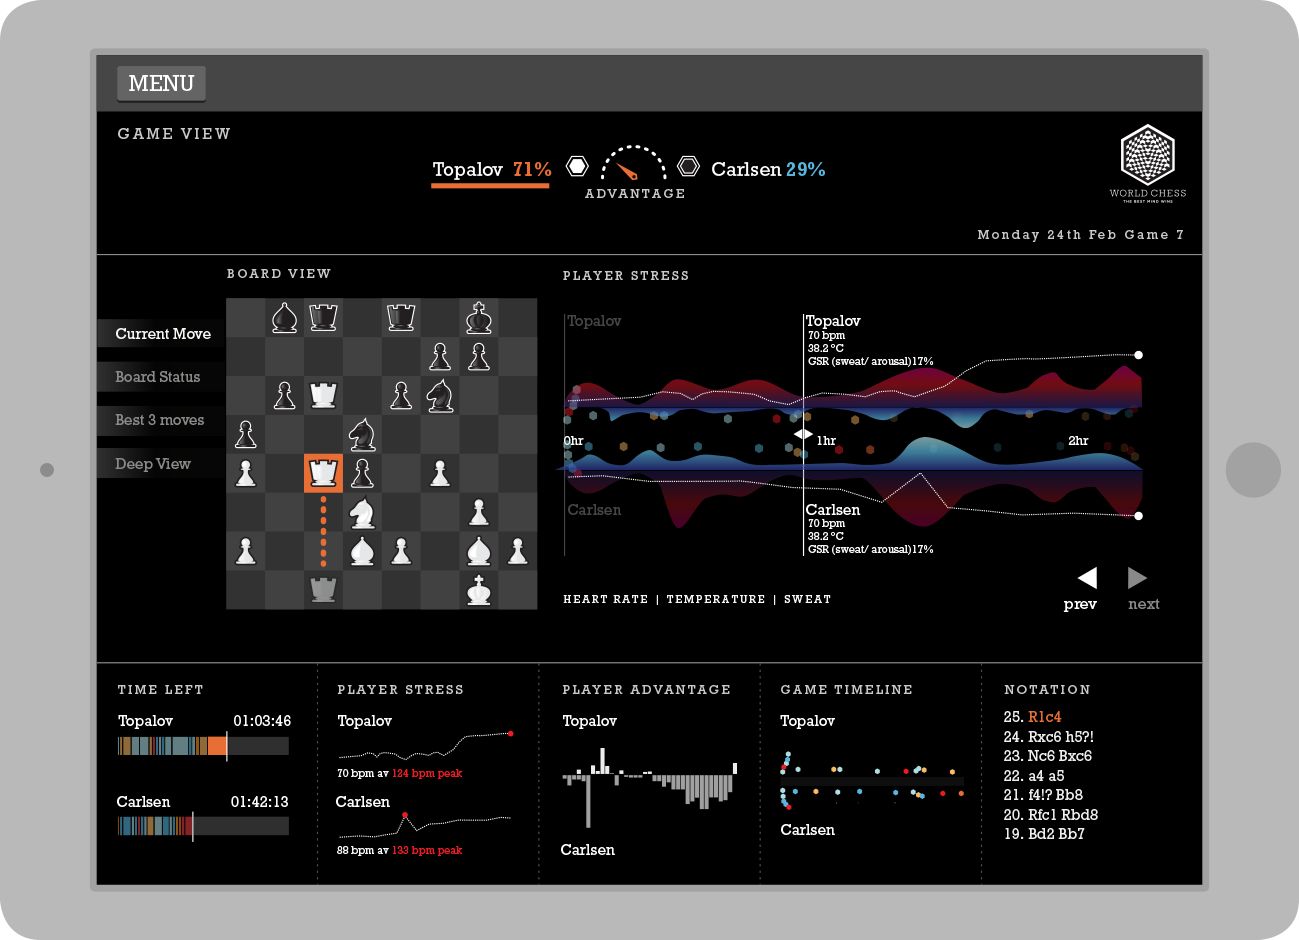 MENU
GAME VIEW
Topalov 71%
Carlsen 29%
ADVANTAGE
WORLD CHESS
THE BEST MIND WINS
Monday 24th Feb Game 7
BOARD VIEW
Current Move
Board Status
Best 3 moves
Deep View
PLAYER STRESS
Topalov
Topalov
70 bpm
38.2 °C
GSR (sweat/ arousal)17%
0hr
1hr
2hr
Carlsen
Carlsen
70 bpm
38.2 °C
GSR (sweat/ arousal)17%
HEART RATE | TEMPERATURE | SWEAT
prev
next
TIME LEFT
Topalov 01:03:46
Carlsen 01:42:13
PLAYER STRESS
Topalov
70 bpm av 124 bpm peak
Carlsen
88 bpm av 133 bpm peak
PLAYER ADVANTAGE
Topalov
Carlsen
GAME TIMELINE
Topalov
Carlsen
NOTATION
25. R1c4
24. Rxc6 h5?!
23. Nc6 Bxc6
22. a4 a5
21. f4!? Bb8
20. Rfc1 Rbd8
19. Bd2 Bb7